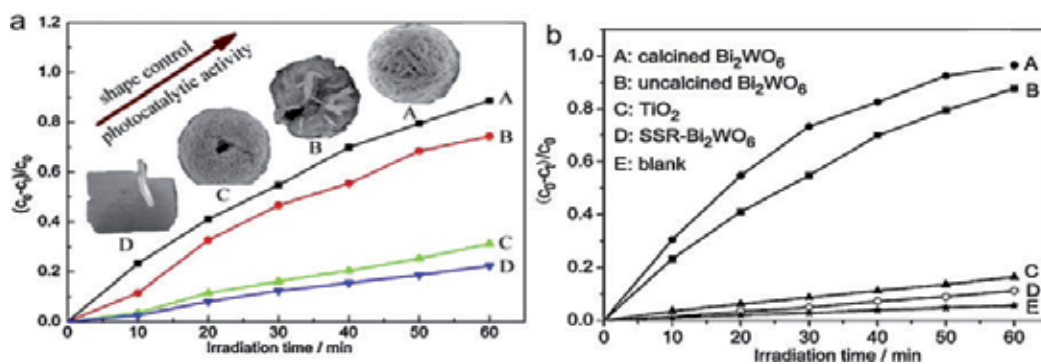 a
1.2
1.0
0.8
0.6
0.4
0.2
0.0
(c₀-cₜ)/c₀
shape control
photocatalytic activity
A
B
C
D
A
B
C
D
0
10
20
30
40
50
60
Irradiation time / min
b
1.0
0.8
0.6
0.4
0.2
0.0
(c₀-cₜ)/c₀
A: calcined Bi₂WO₆
B: uncalcined Bi₂WO₆
C: TiO₂
D: SSR-Bi₂WO₆
E: blank
A
B
C
D
E
0
10
20
30
40
50
60
Irradiation time / min